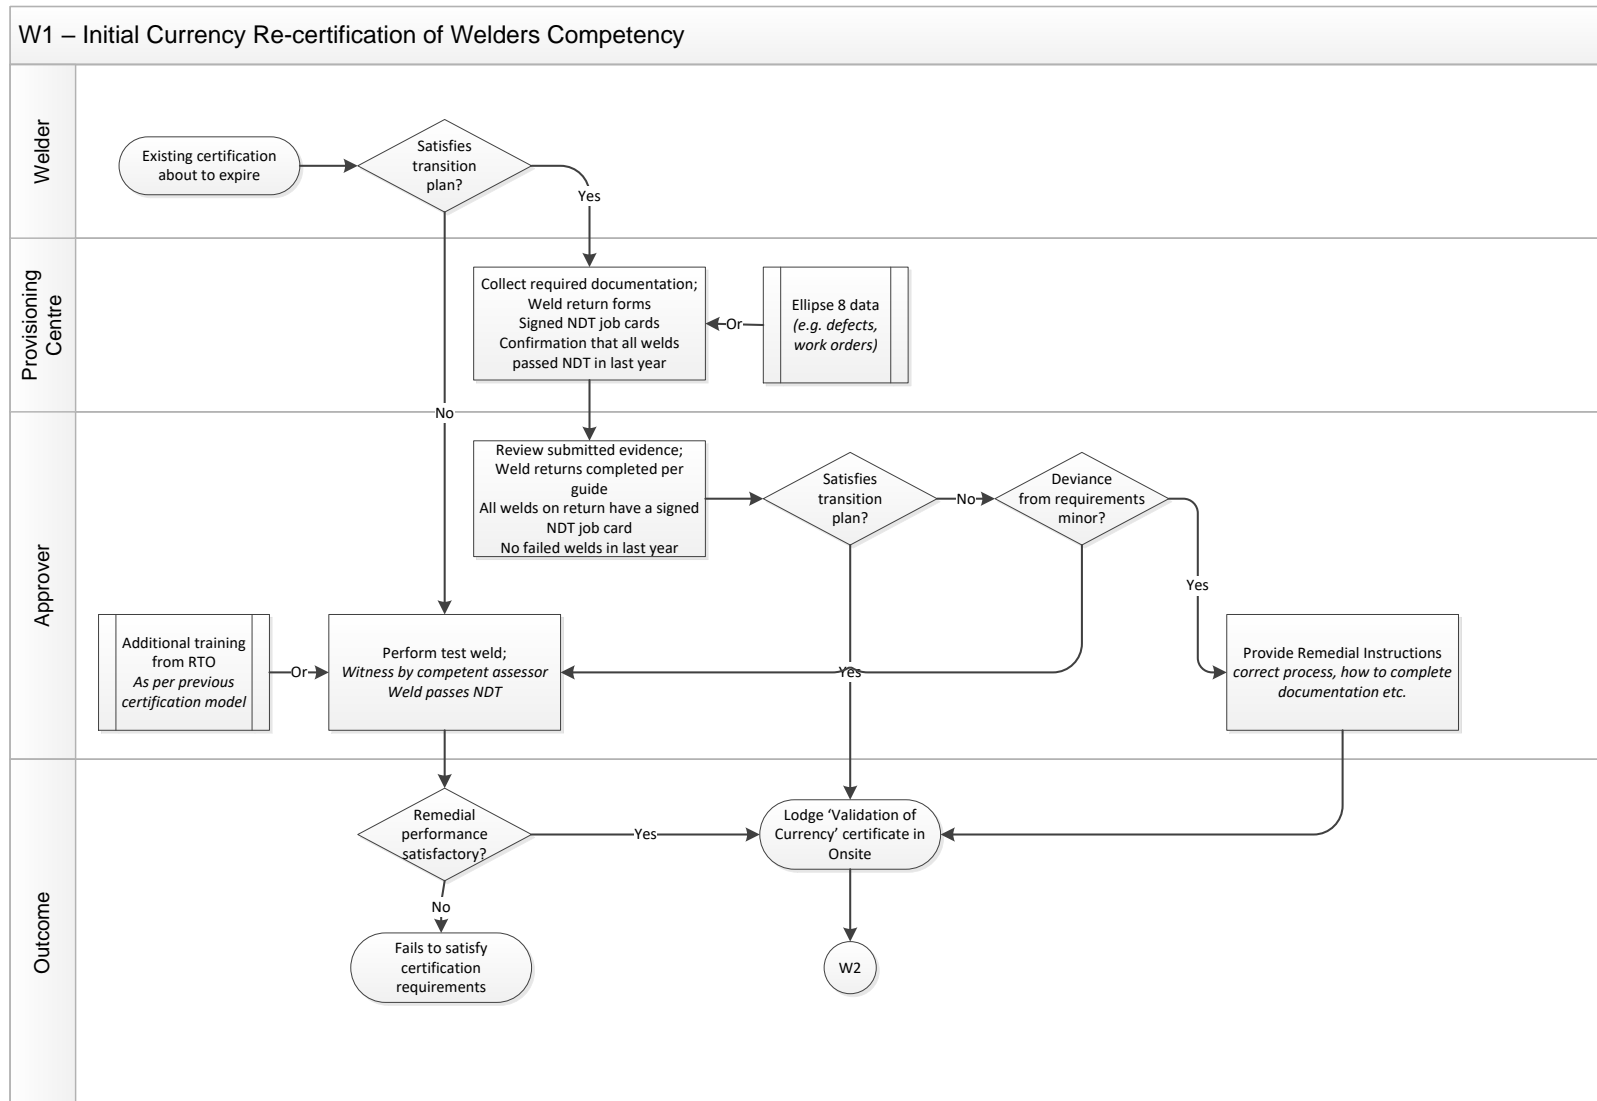 W1 – Initial Currency Re-certification of Welders Competency
Welder
Existing certification
about to expire
Satisfies
transition
plan?
Yes
No
Provisioning
Centre
Collect required documentation;
Weld return forms
Signed NDT job cards
Confirmation that all welds
passed NDT in last year
Or
Ellipse 8 data
(e.g. defects,
work orders)
Approver
Review submitted evidence;
Weld returns completed per
guide
All welds on return have a signed
NDT job card
No failed welds in last year
Satisfies
transition
plan?
No
Deviance
from requirements
minor?
Yes
Yes
Additional training
from RTO
As per previous
certification model
Or
Perform test weld;
Witness by competent assessor
Weld passes NDT
Provide Remedial Instructions
correct process, how to complete
documentation etc.
Outcome
Remedial
performance
satisfactory?
Yes
No
Lodge ‘Validation of
Currency’ certificate in
Onsite
Fails to satisfy
certification
requirements
W2